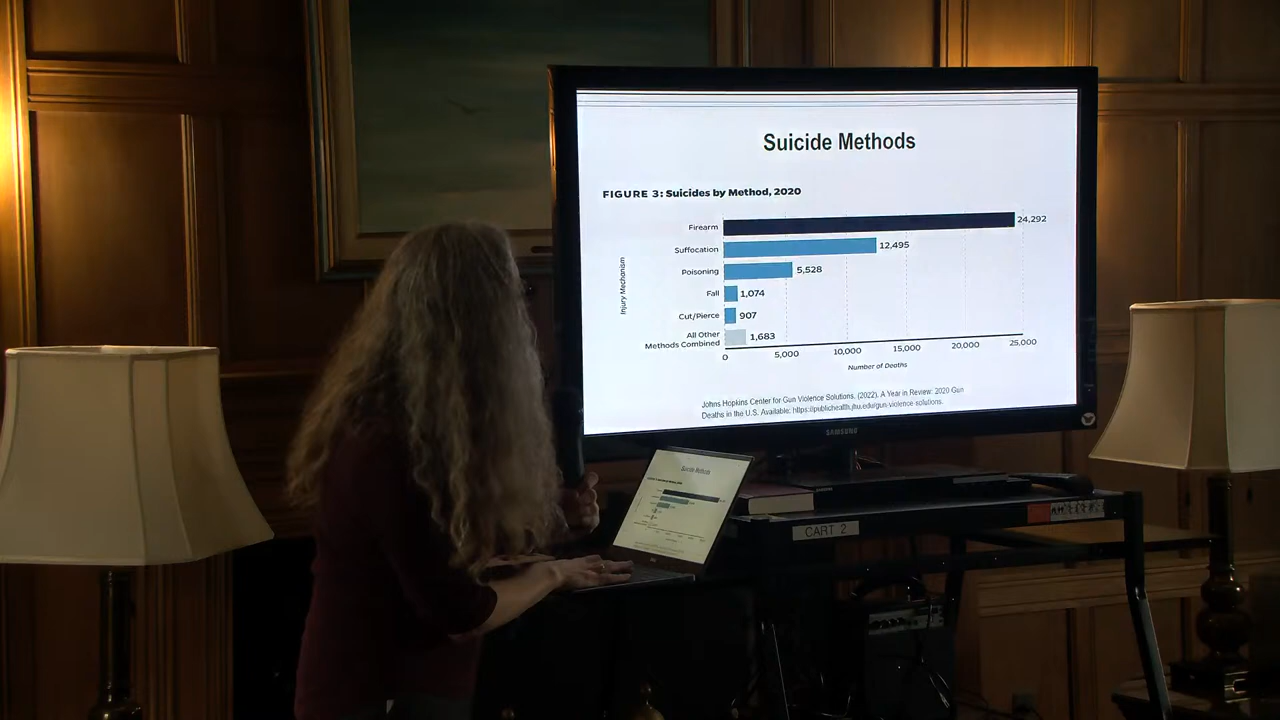 Suicide Methods
FIGURE 3: Suicides by Method, 2020
Injury Mechanism
Firearm 24,292
Suffocation 12,495
Poisoning 5,528
Fall 1,074
Cut/Pierce 907
All Other
Methods Combined 1,683
0 5,000 10,000 15,000 20,000 25,000
Number of Deaths
Johns Hopkins Center for Gun Violence Solutions. (2022). A Year in Review: 2020 Gun
Deaths in the U.S. Available: https://publichealth.jhu.edu/gun-violence-solutions.
SAMSUNG
Suicide Methods
SAMSUNG
CART 2